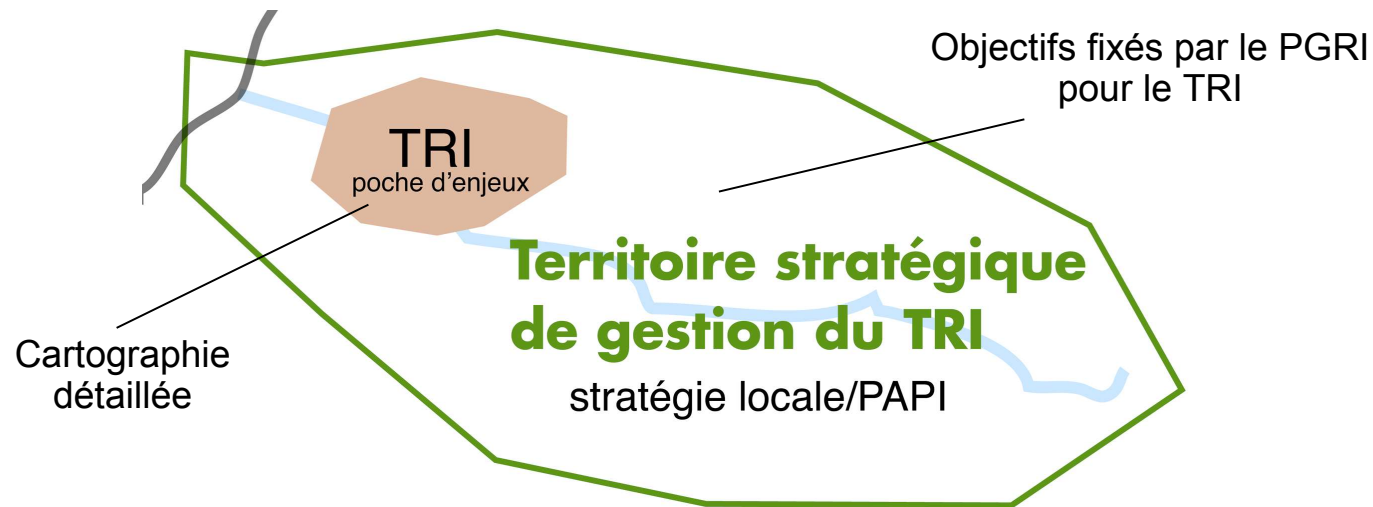 Objectifs fixés par le PGRI
pour le TRI
TRI
poche d'enjeux
Territoire stratégique
de gestion du TRI
stratégie locale/PAPI
Cartographie
détaillée